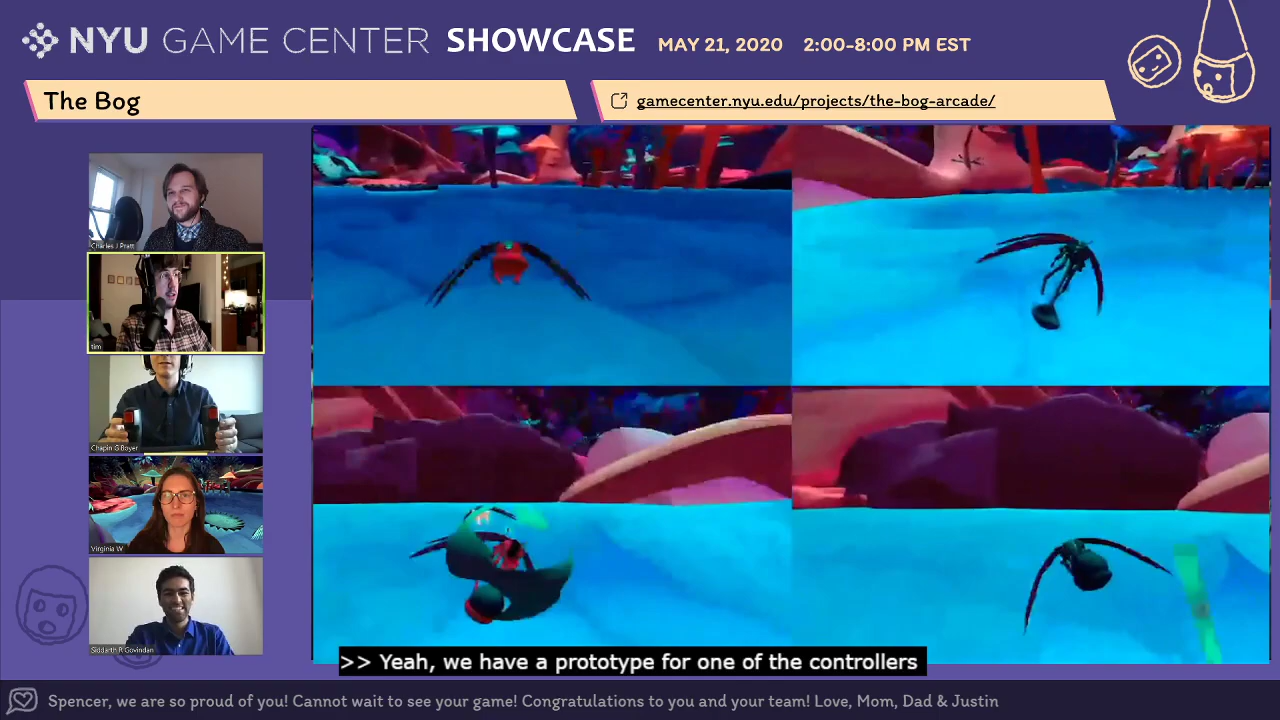 NYU GAME CENTER SHOWCASE MAY 21, 2020 2:00-8:00 PM EST
The Bog
gamecenter.nyu.edu/projects/the-bog-arcade/
Charles J Pratt
tim
Chapin G Boyer
Virginia W
Siddarth R Govindan
>> Yeah, we have a prototype for one of the controllers
Spencer, we are so proud of you! Cannot wait to see your game! Congratulations to you and your team! Love, Mom, Dad & Justin